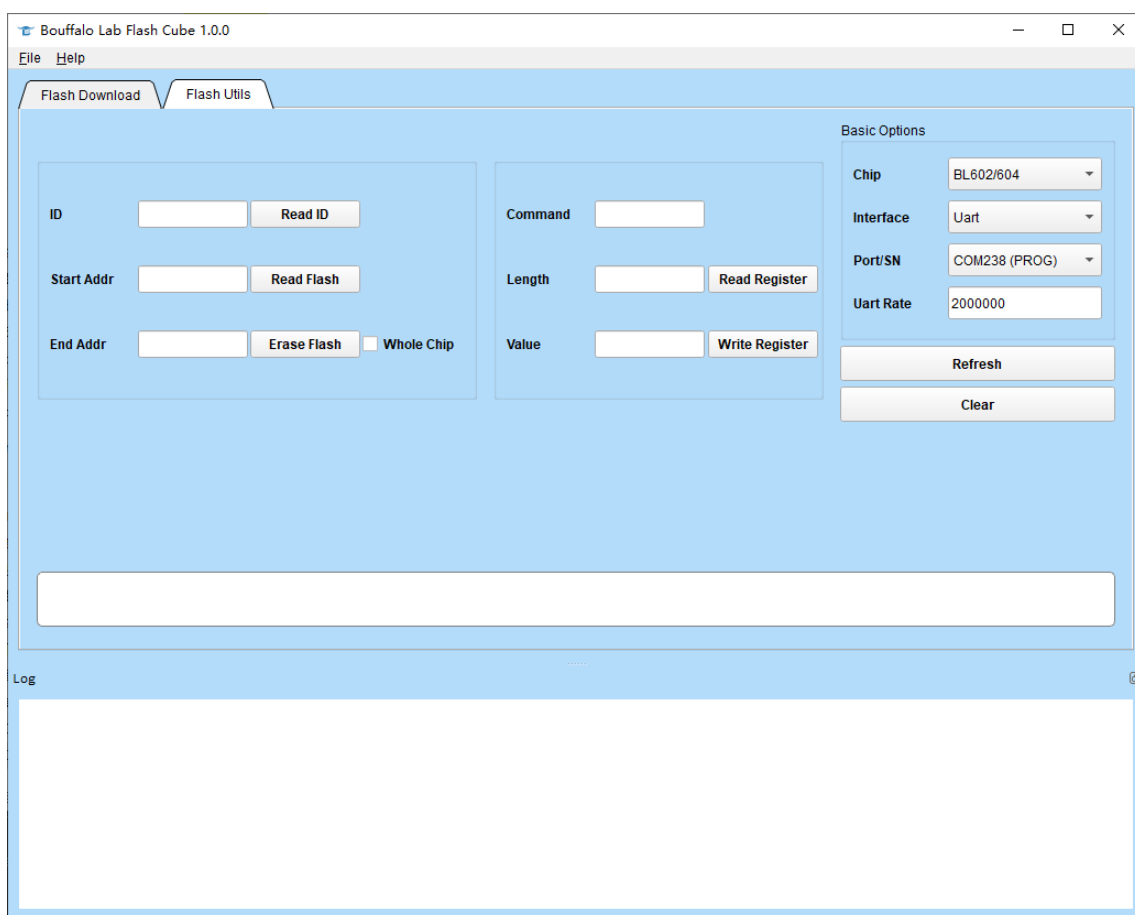 Bouffalo Lab Flash Cube 1.0.0
File Help
Flash Download Flash Utils
Basic Options
Chip BL602/604
ID Read ID Command Interface Uart
Start Addr Read Flash Length Read Register Port/SN COM238 (PROG)
Uart Rate 2000000
End Addr Erase Flash Whole Chip Value Write Register
Refresh
Clear
Log